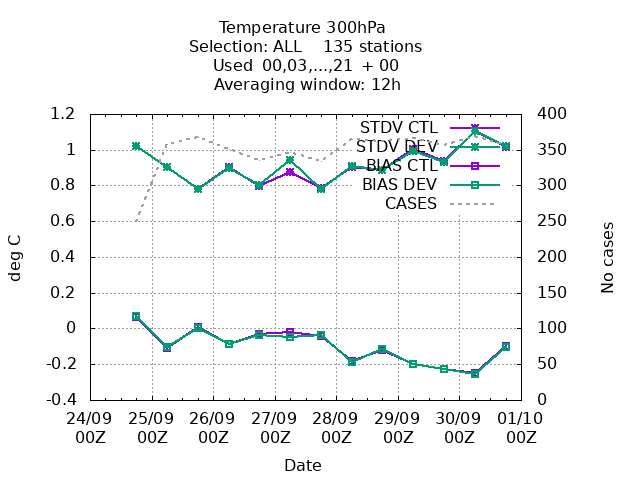 Temperature 300hPa
Selection: ALL    135 stations
Used  00,03,...,21  + 00
Averaging window: 12h
1.2
1
0.8
0.6
0.4
0.2
0
-0.2
-0.4
deg C
400
350
300
250
200
150
100
50
0
No cases
STDV CTL
STDV DEV
BIAS CTL
BIAS DEV
CASES
24/09 25/09 26/09 27/09 28/09 29/09 30/09 01/10
00Z 00Z 00Z 00Z 00Z 00Z 00Z 00Z
Date